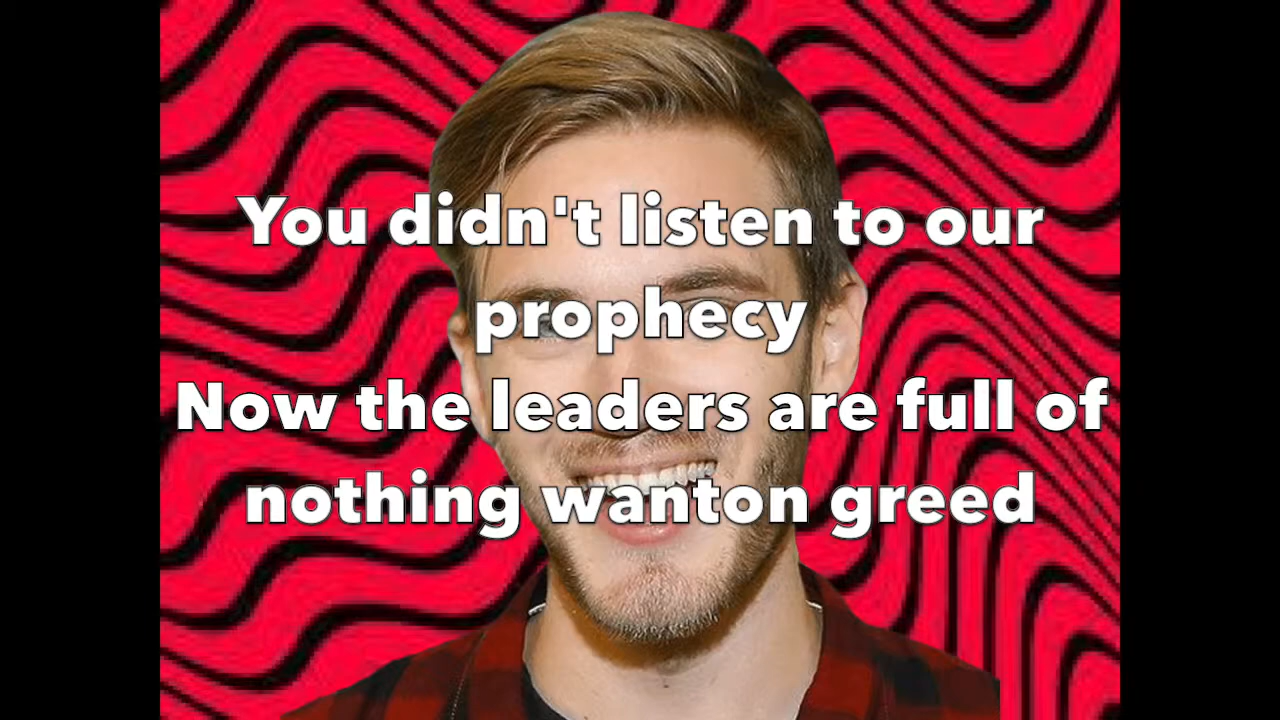 You didn't listen to our
prophecy
Now the leaders are full of
nothing wanton greed